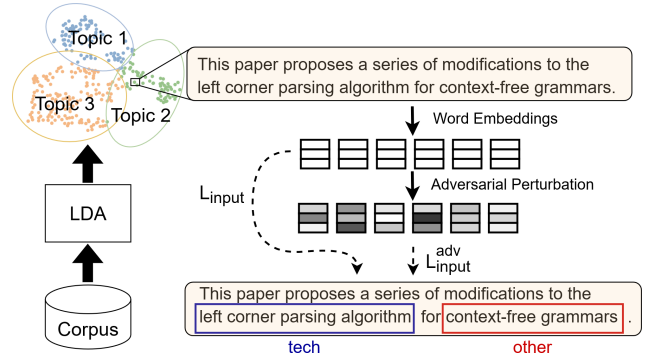 Topic 1
Topic 3
Topic 2
LDA
Corpus
This paper proposes a series of modifications to the
left corner parsing algorithm for context-free grammars.
Word Embeddings
Adversarial Perturbation
L_input
L_input^adv
This paper proposes a series of modifications to the
left corner parsing algorithm for context-free grammars .
tech other